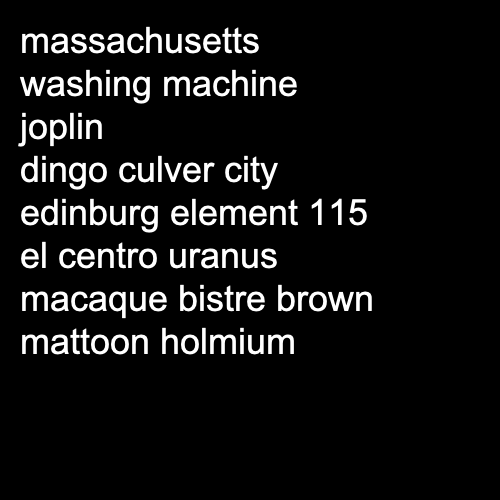 massachusetts
washing machine
joplin
dingo culver city
edinburg element 115
el centro uranus
macaque bistre brown
mattoon holmium